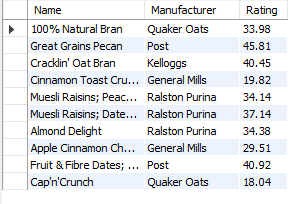 Name Manufacturer Rating
100% Natural Bran Quaker Oats 33.98
Great Grains Pecan Post 45.81
Cracklin' Oat Bran Kelloggs 40.45
Cinnamon Toast Cru... General Mills 19.82
Muesli Raisins; Peac... Ralston Purina 34.14
Muesli Raisins; Date... Ralston Purina 37.14
Almond Delight Ralston Purina 34.38
Apple Cinnamon Ch... General Mills 29.51
Fruit & Fibre Dates; ... Post 40.92
Cap'n'Crunch Quaker Oats 18.04